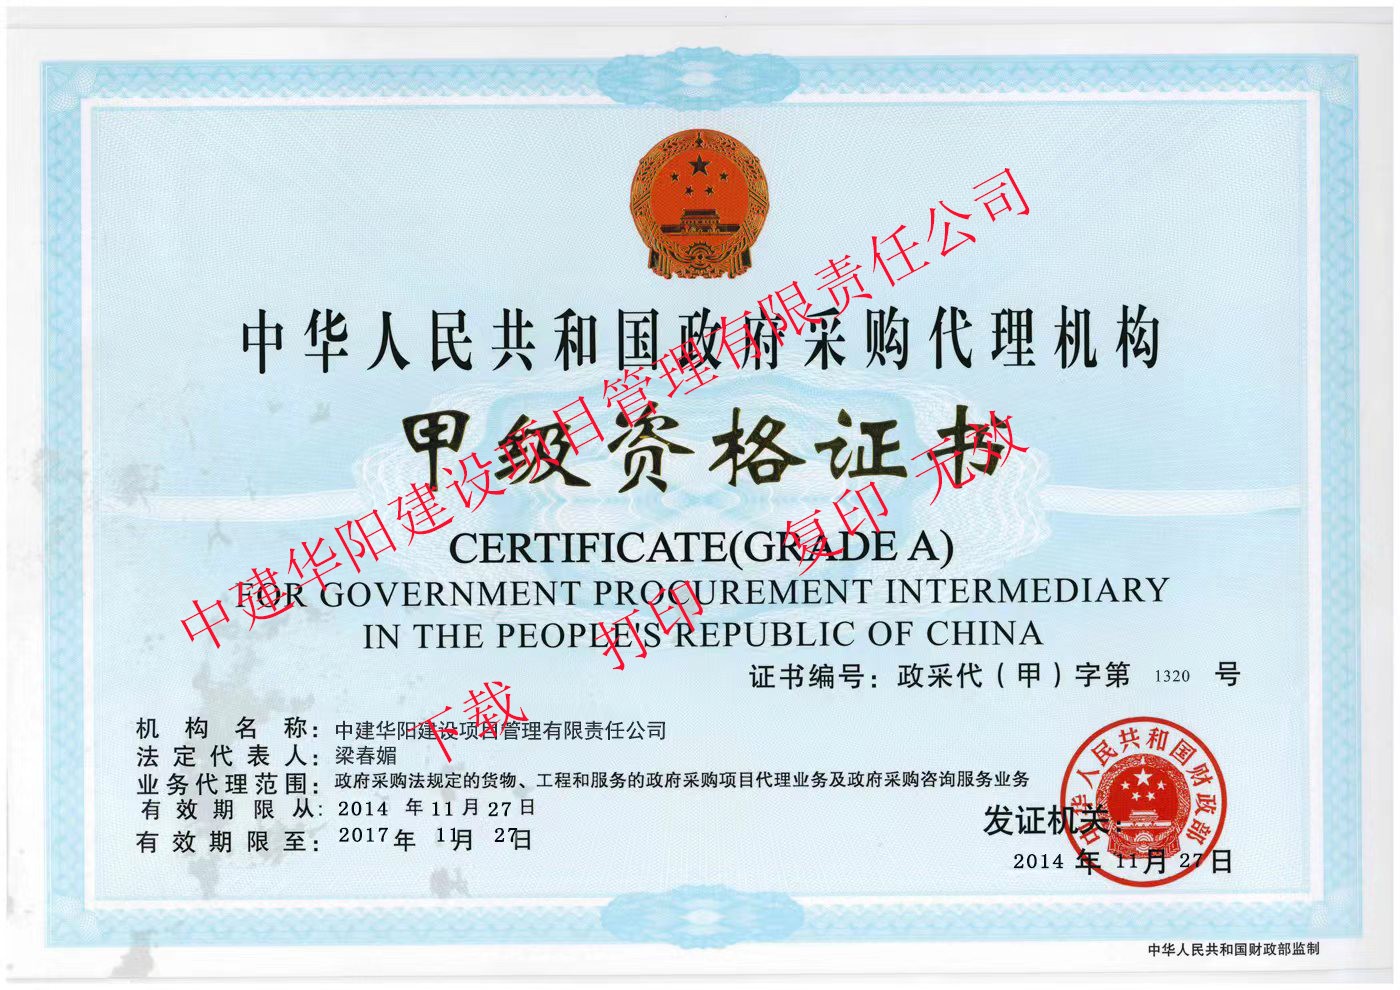 中华人民共和国政府采购代理机构
甲级资格证书
CERTIFICATE(GRADE A)
FOR GOVERNMENT PROCUREMENT INTERMEDIARY
IN THE PEOPLE'S REPUBLIC OF CHINA
证书编号：政采代（甲）字第 1320 号
机构名称：中建华阳建设项目管理有限责任公司
法定代表人：梁春媚
业务代理范围：政府采购法规定的货物、工程和服务的政府采购项目代理业务及政府采购咨询服务业务
有效期限从：2014 年 11 月 27 日
有效期限至：2017 年 11 月 27 日
发证机关：
中华人民共和国财政部
2014 年 11 月 27 日
中华人民共和国财政部监制
中建华阳建设项目管理有限责任公司
下载 打印 复印 无效